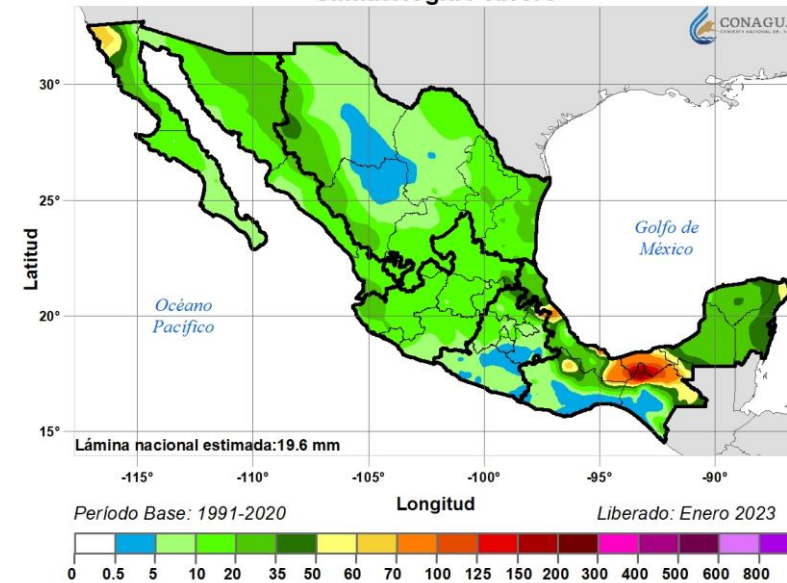 CONAGUA
30°
25°
20°
15°
Latitud
Golfo de
México
Océano
Pacífico
Lámina nacional estimada:19.6 mm
-115° -110° -105° -100° -95° -90°
Longitud
Período Base: 1991-2020
Liberado: Enero 2023
0 0.5 5 10 20 35 50 60 70 100 125 150 200 300 400 500 600 800